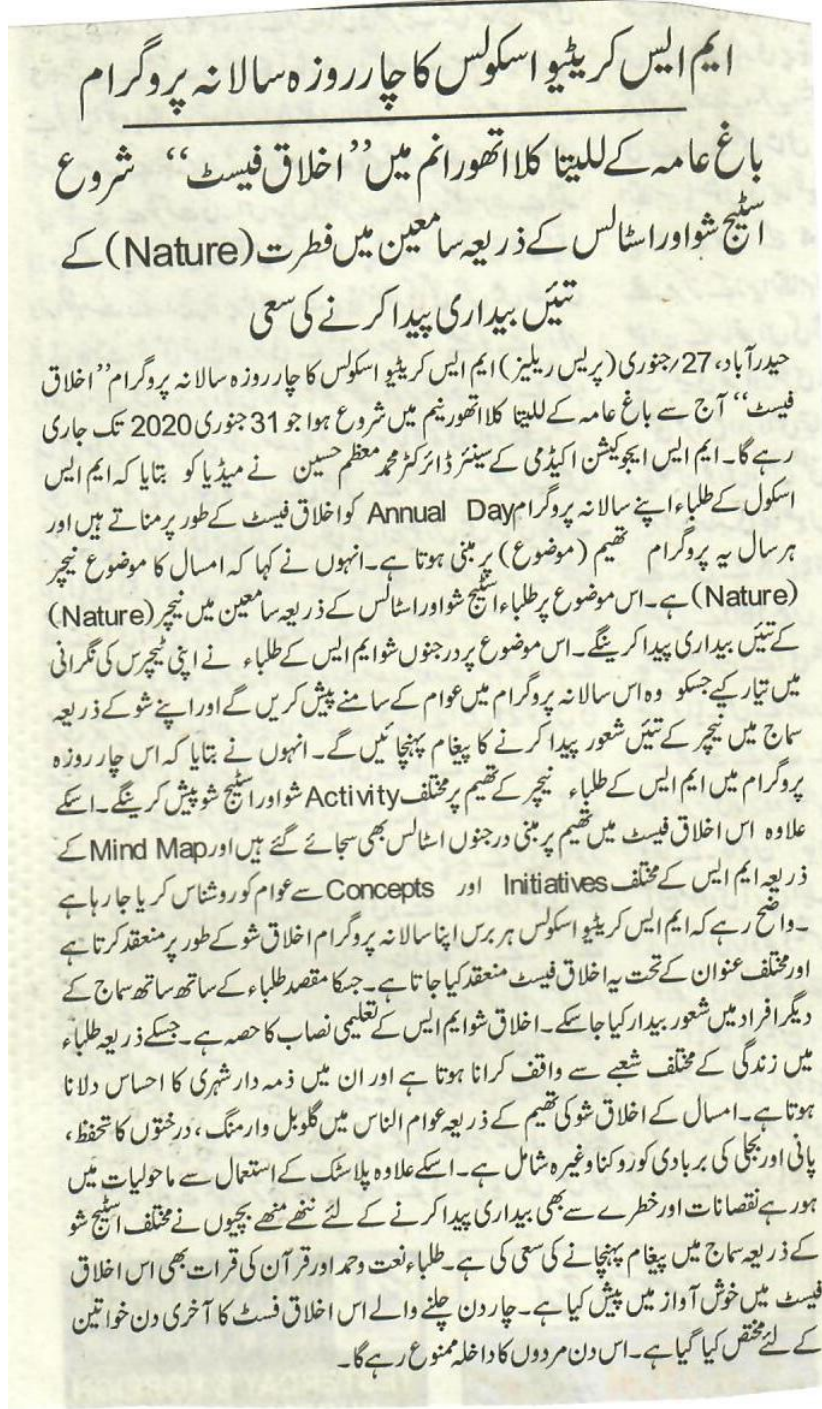 ایم ایس کریٹیو اسکولس کا چار روزہ سالانہ پروگرام
باغ عامہ کے للیتا کلا اتھورانم میں ’’اخلاق فیسٹ‘‘ شروع
اسٹیج شو اور اسٹالس کے ذریعہ سامعین میں فطرت (Nature) کے
تئیں بیداری پیدا کرنے کی سعی
حیدرآباد، 27/جنوری (پریس ریلیز) ایم ایس کریٹیو اسکولس کا چار روزہ سالانہ پروگرام ’’اخلاق
فیسٹ‘‘ آج سے باغ عامہ کے للیتا کلا تھورنیم میں شروع ہوا جو 31 جنوری 2020 تک جاری
رہے گا۔ ایم ایس ایجوکیشن اکیڈمی کے سینئر ڈائرکٹر محمد معظم حسین نے میڈیا کو بتایا کہ ایم ایس
اسکول کے طلباء اپنے سالانہ پروگرام Annual Day کو اخلاق فیسٹ کے طور پر مناتے ہیں اور
ہر سال یہ پروگرام تھیم (موضوع) پر مبنی ہوتا ہے۔ انہوں نے کہا کہ امسال کا موضوع نیچر
(Nature) ہے۔ اس موضوع پر طلباء اسٹیج شو اور اسٹالس کے ذریعہ سامعین میں نیچر (Nature)
کے تئیں بیداری پیدا کرینگے۔ اس موضوع پر درجنوں شو ایم ایس کے طلباء نے اپنی ٹیچرس کی نگرانی
میں تیار کیے جسکو وہ اس سالانہ پروگرام میں عوام کے سامنے پیش کریں گے اور اپنے شو کے ذریعہ
سماج میں نیچر کے تئیں شعور پیدا کرنے کا پیغام پہنچائیں گے۔ انہوں نے بتایا کہ اس چار روزہ
پروگرام میں ایم ایس کے طلباء نیچر کے تھیم پر مختلف Activity شو اور اسٹیج شو پیش کرینگے۔ اسکے
علاوہ اس اخلاق فیسٹ میں تھیم پر مبنی درجنوں اسٹالس بھی سجائے گئے ہیں اور Mind Map کے
ذریعہ ایم ایس کے مختلف Initiatives اور Concepts سے عوام کو روشناس کریا جا رہا ہے
۔ واضح رہے کہ ایم ایس کریٹیو اسکولس ہر برس اپنا سالانہ پروگرام اخلاق شو کے طور پر منعقد کرتا ہے
اور مختلف عنوان کے تحت یہ اخلاق فیسٹ منعقد کیا جاتا ہے۔ جسکا مقصد طلباء کے ساتھ ساتھ سماج کے
دیگر افراد میں شعور بیدار کیا جا سکے۔ اخلاق شو ایم ایس کے تعلیمی نصاب کا حصہ ہے۔ جسکے ذریعہ طلباء
میں زندگی کے مختلف شعبے سے واقف کرانا ہوتا ہے اور ان میں ذمہ دار شہری کا احساس دلانا
ہوتا ہے۔ امسال کے اخلاق شو کی تھیم کے ذریعہ عوام الناس میں گلوبل وارمنگ، درختوں کا تحفظ،
پانی اور بجلی کی بربادی کو روکنا وغیرہ شامل ہے۔ اسکے علاوہ پلاسٹک کے استعمال سے ماحولیات میں
ہورہے نقصانات اور خطرے سے بھی بیداری پیدا کرنے کے لئے ننھے منھے بچیوں نے مختلف اسٹیج شو
کے ذریعہ سماج میں پیغام پہنچانے کی سعی کی ہے۔ طلباء نعت وحمد اور قرآن کی قرات بھی اس اخلاق
فیسٹ میں خوش آواز میں پیش کیا ہے۔ چار دن چلنے والے اس اخلاق فسٹ کا آخری دن خواتین
کے لئے مختص کیا گیا ہے۔ اس دن مردوں کا داخلہ ممنوع رہے گا۔